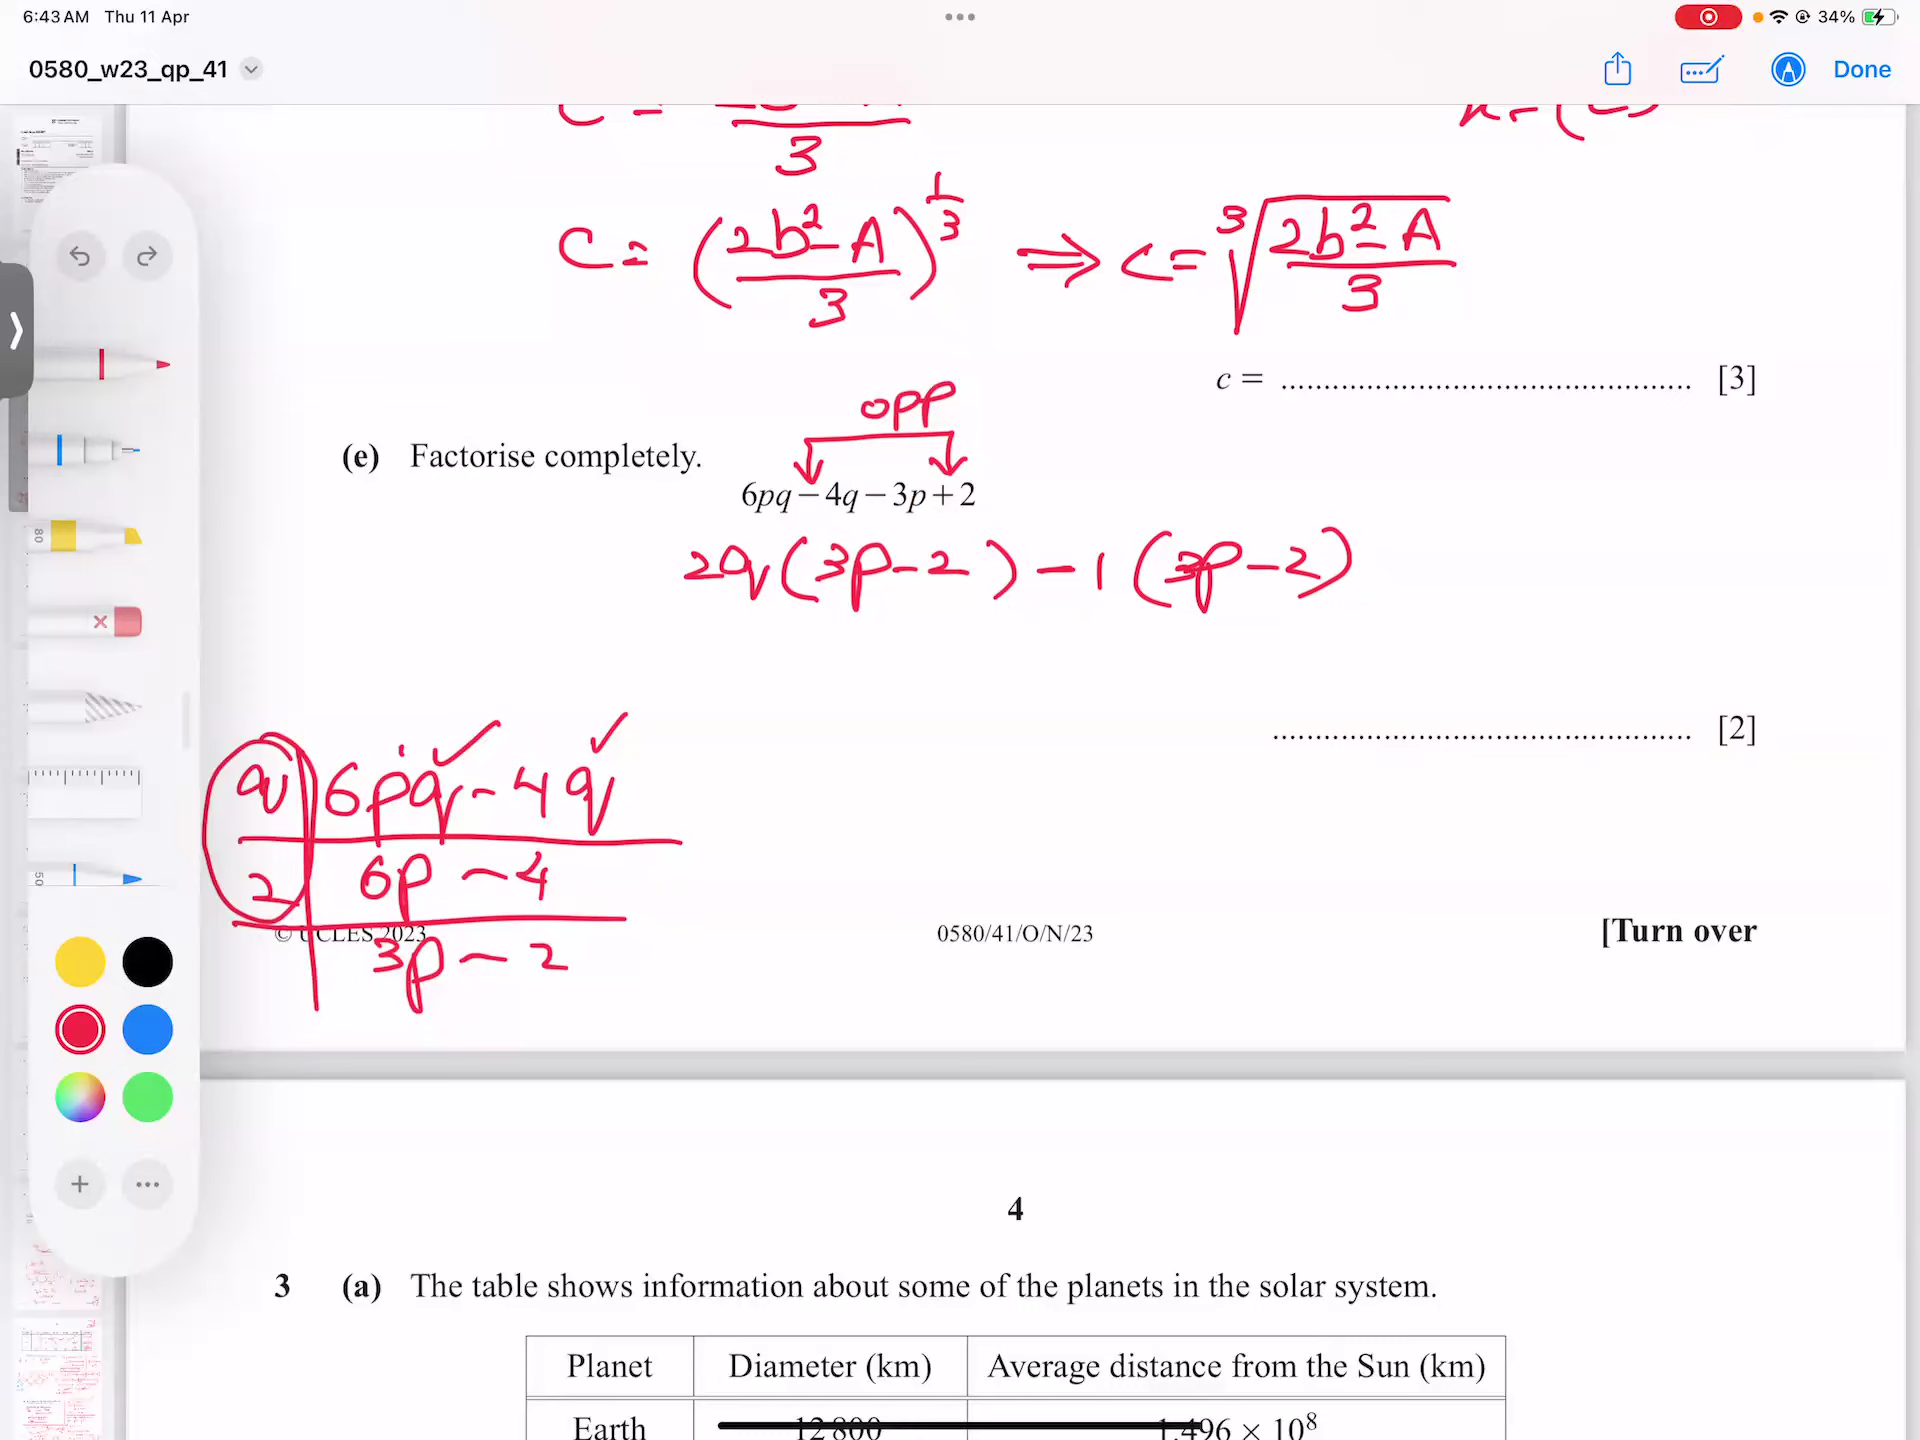 6:43 AM Thu 11 Apr
34%
0580_w23_qp_41
Done
3
C = (2b² - A / 3)^1/3 ⇒ c = ³√(2b² - A / 3)
c = ................................................ [3]
opp
(e) Factorise completely.
6pq − 4q − 3p + 2
2q(3p-2) -1(3p-2)
................................................ [2]
q 6pq - 4q
2 6p - 4
3p - 2
© UCLES 2023
0580/41/O/N/23
[Turn over
4
3 (a) The table shows information about some of the planets in the solar system.
Planet Diameter (km) Average distance from the Sun (km)
Earth 12 800 1.496 × 10⁸
80
50